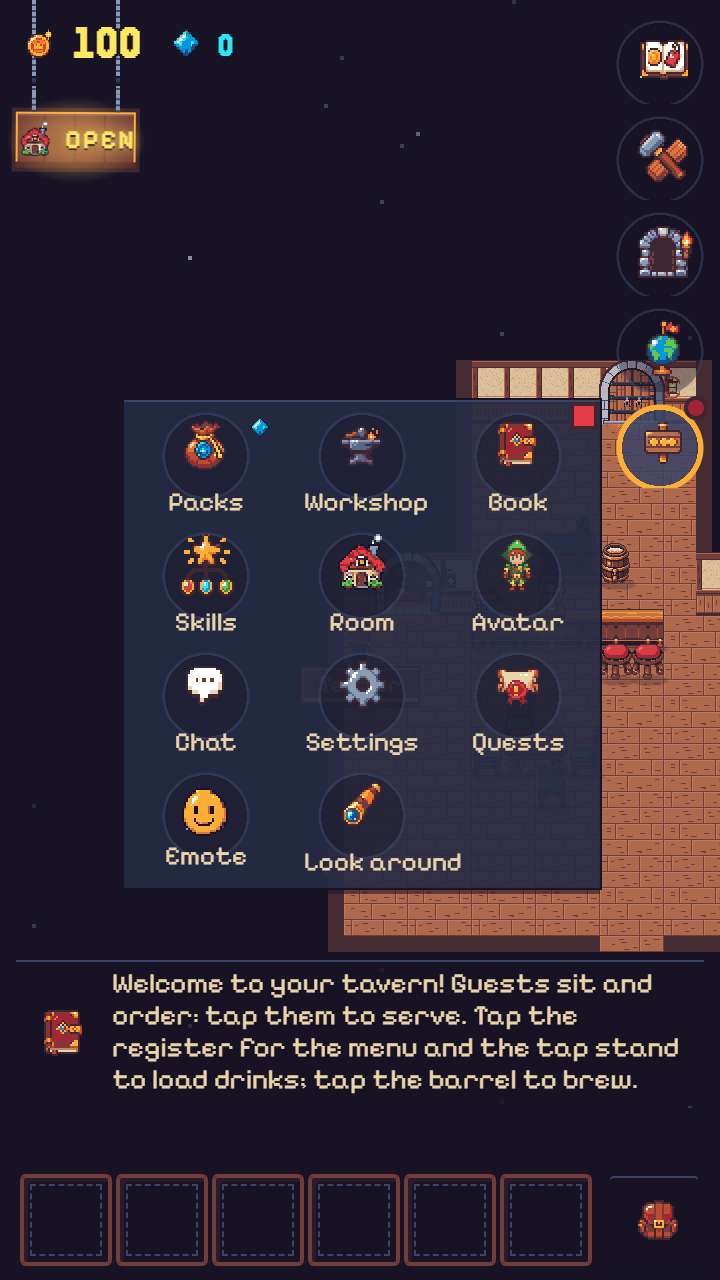 100
0
OPEN
Packs
Workshop
Book
Skills
Room
Avatar
Chat
Settings
Quests
Emote
Look around
Welcome to your tavern! Guests sit and
order: tap them to serve. Tap the
register for the menu and the tap stand
to load drinks; tap the barrel to brew.